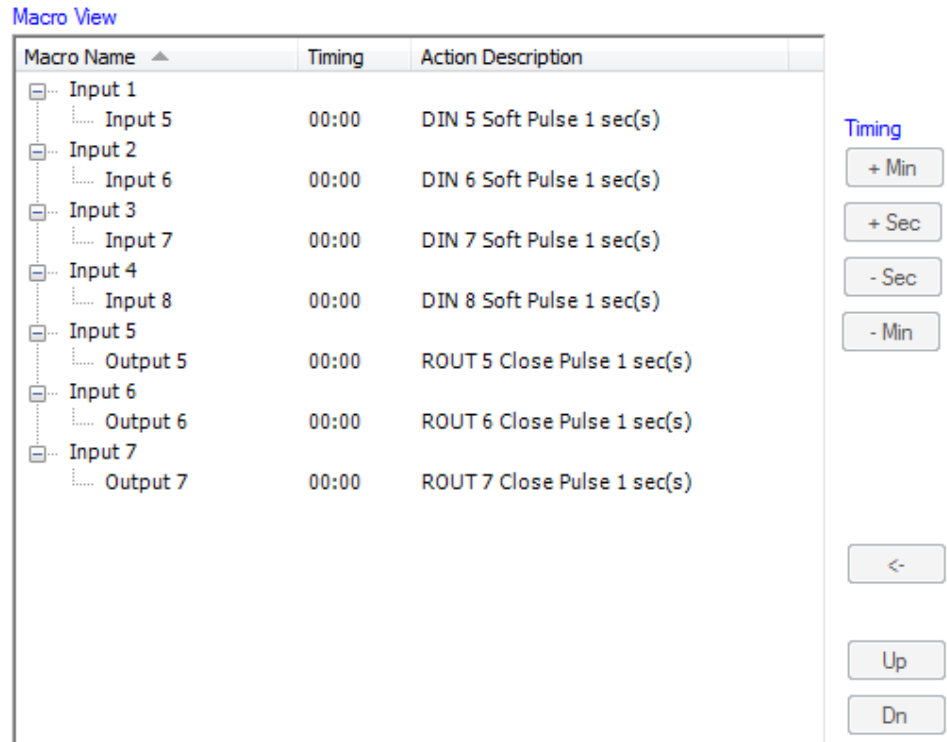 Macro View
Macro Name Timing Action Description
Input 1
Input 5 00:00 DIN 5 Soft Pulse 1 sec(s)
Input 2
Input 6 00:00 DIN 6 Soft Pulse 1 sec(s)
Input 3
Input 7 00:00 DIN 7 Soft Pulse 1 sec(s)
Input 4
Input 8 00:00 DIN 8 Soft Pulse 1 sec(s)
Input 5
Output 5 00:00 ROUT 5 Close Pulse 1 sec(s)
Input 6
Output 6 00:00 ROUT 6 Close Pulse 1 sec(s)
Input 7
Output 7 00:00 ROUT 7 Close Pulse 1 sec(s)
Timing
+ Min
+ Sec
- Sec
- Min
<-
Up
Dn